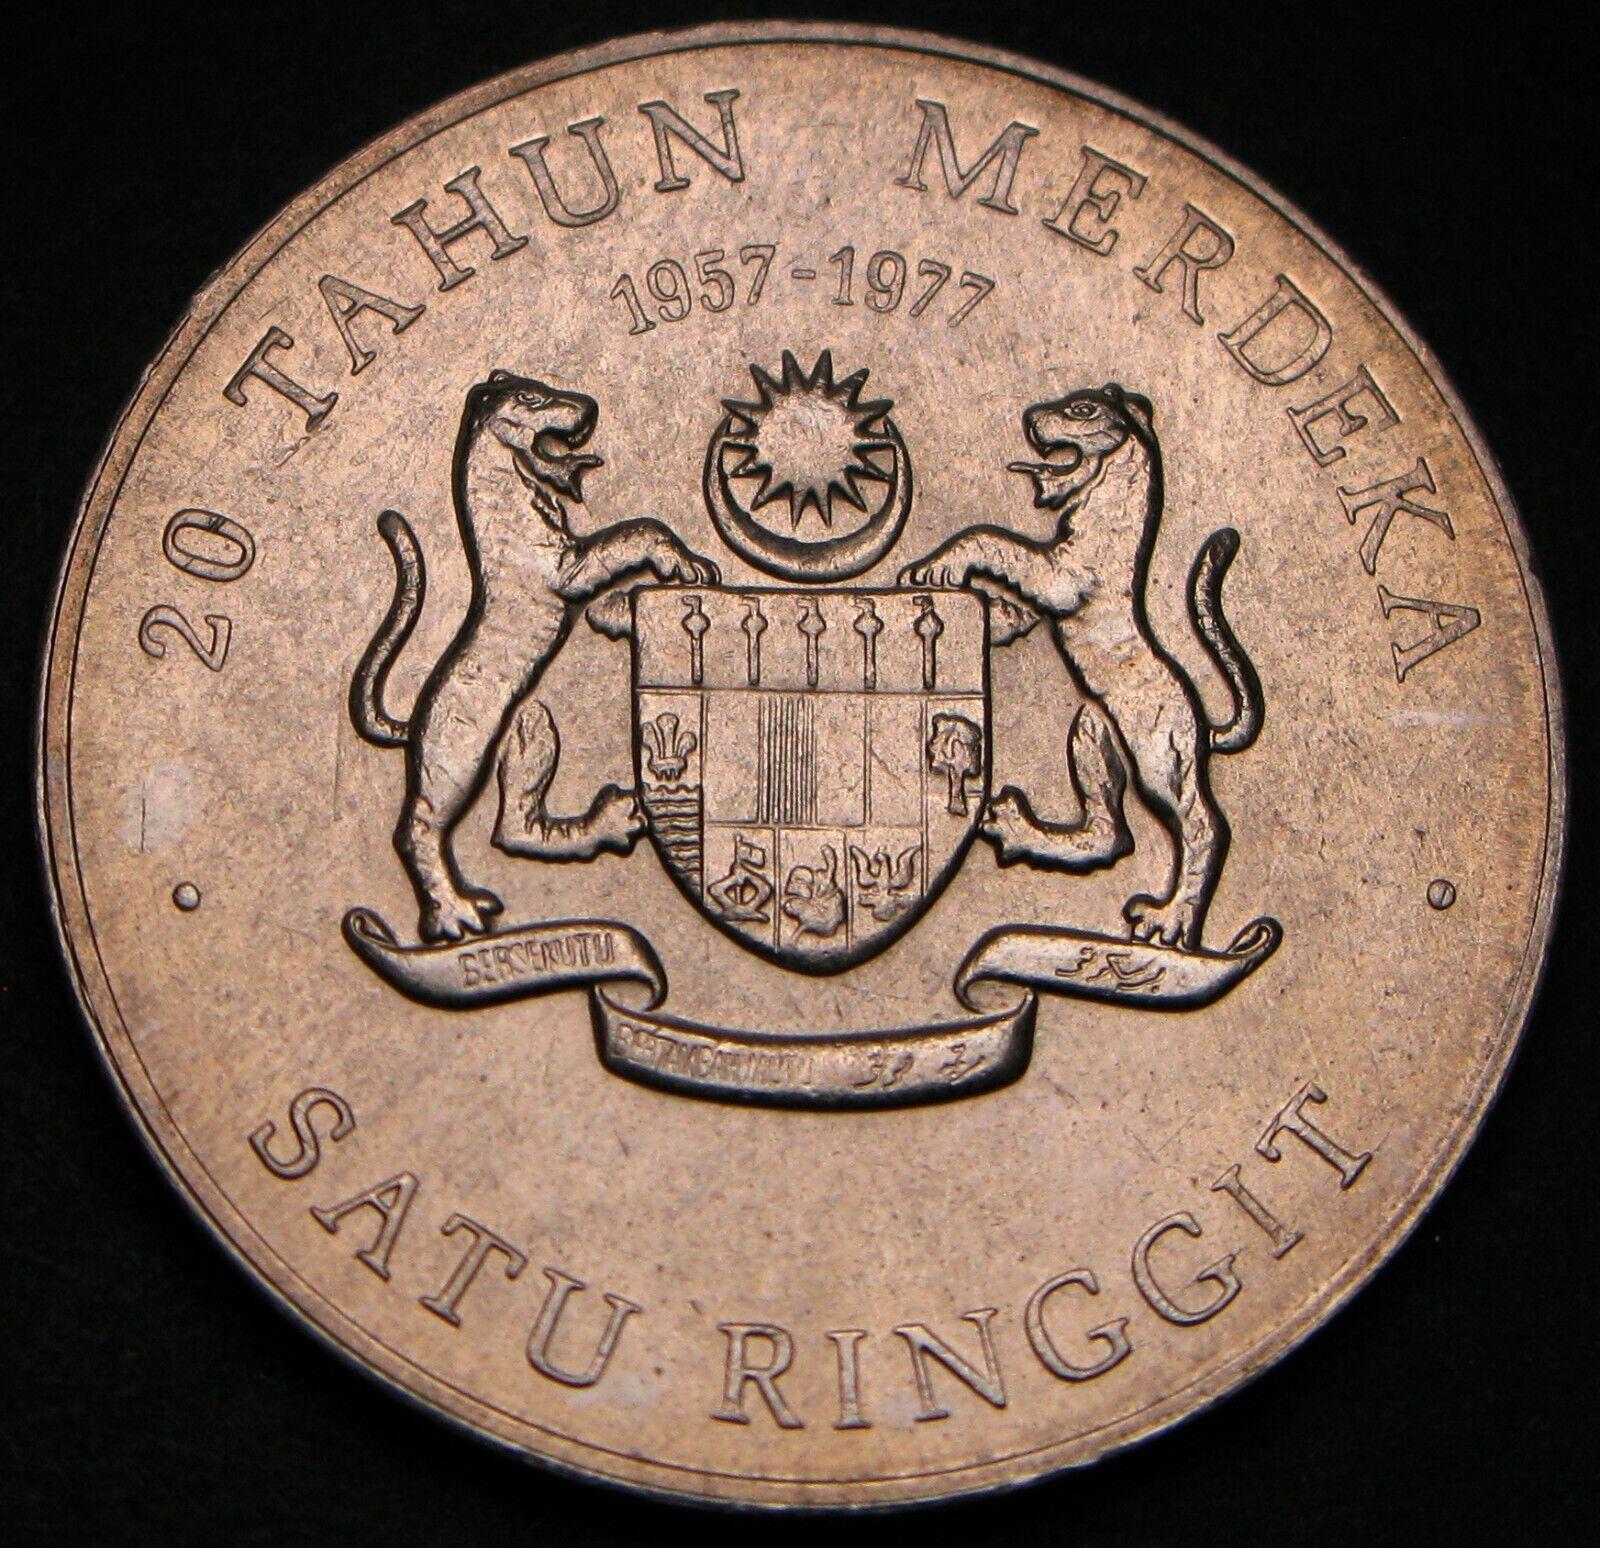 20 TAHUN MERDEKA
1957-1977
BERSEKUTU
BERTAMBAH MUTU
SATU RINGGIT